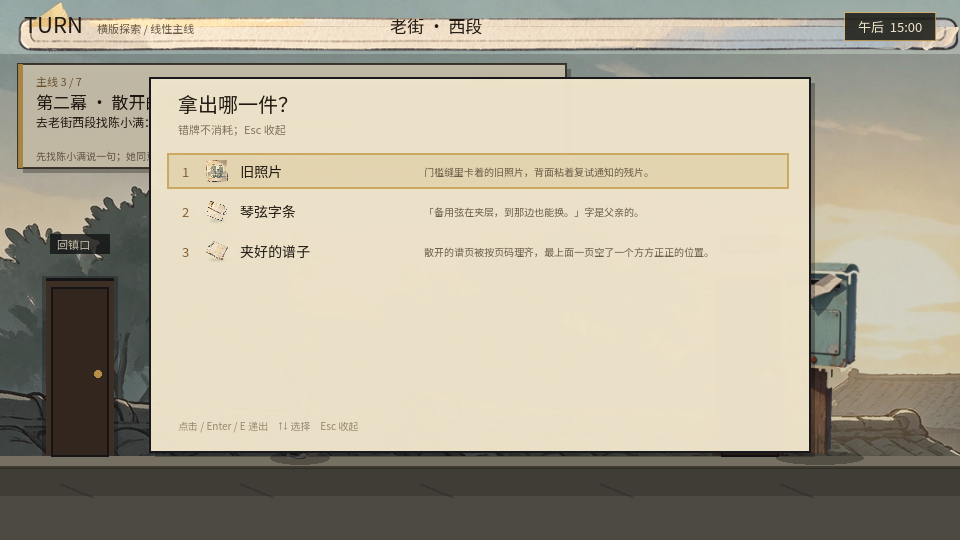 TURN
横版探索 / 线性主线
老街 · 西段
午后 15:00
主线 3 / 7
第二幕 · 散开
去老街西段找陈小满:
先找陈小满说一句；她同
回镇口
拿出哪一件？
错牌不消耗；Esc 收起
1 旧照片 门槛缝里卡着的旧照片，背面粘着复试通知的残片。
2 琴弦字条 「备用弦在夹层，到那边也能换。」字是父亲的。
3 夹好的谱子 散开的谱页被按页码理齐，最上面一页空了一个方方正正的位置。
点击 / Enter / E 递出 ↑↓ 选择 Esc 收起